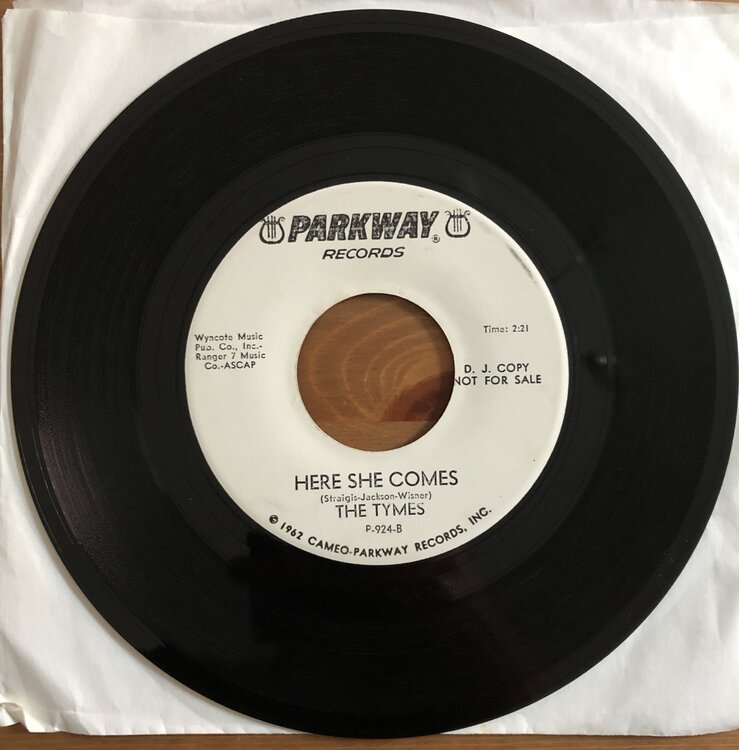 PARKWAY®
RECORDS
Wyncote Music
Pub. Co., Inc.-
Ranger 7 Music
Co.-ASCAP
Time: 2:21
D. J. COPY
NOT FOR SALE
HERE SHE COMES
(Straigis-Jackson-Wisner)
THE TYMES
P-924-B
© 1962 CAMEO-PARKWAY RECORDS, INC.